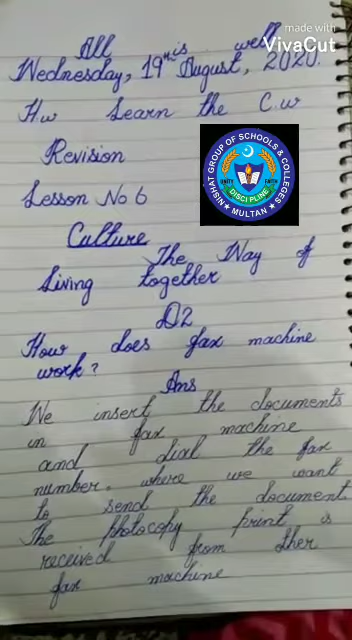 made with
VivaCut
All is well
Wednesday, 19th August, 2020.
Hw Learn the C.w
Revision
NISHAT GROUP OF SCHOOLS & COLLEGES
UNITY FAITH
DISCIPLINE
MULTAN
Lesson No 6
Culture The Way of
Living together
Q2
How does fax machine
work?
Ans
We insert the documents
in fax machine
and dial the fax
number. where we want
to send the document.
The photocopy print is
received from other
fax machine